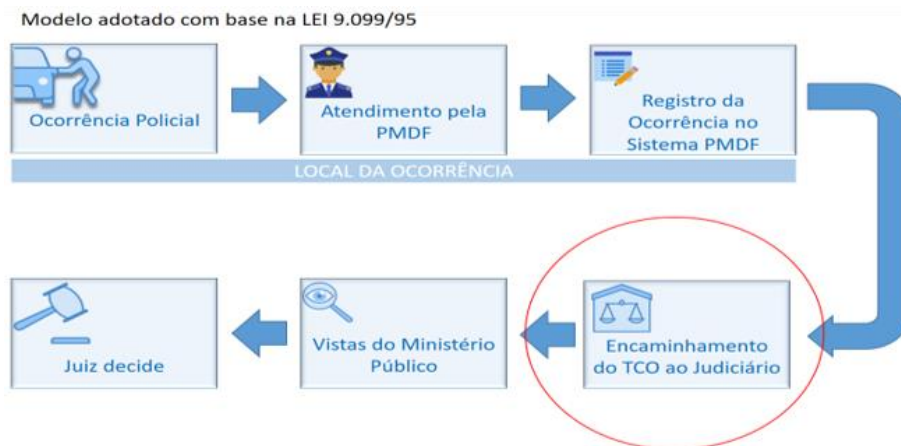 Modelo adotado com base na LEI 9.099/95
Ocorrência Policial
Atendimento pela
PMDF
Registro da
Ocorrência no
Sistema PMDF
LOCAL DA OCORRÊNCIA
Encaminhamento
do TCO ao Judiciário
Vistas do Ministério
Público
Juiz decide